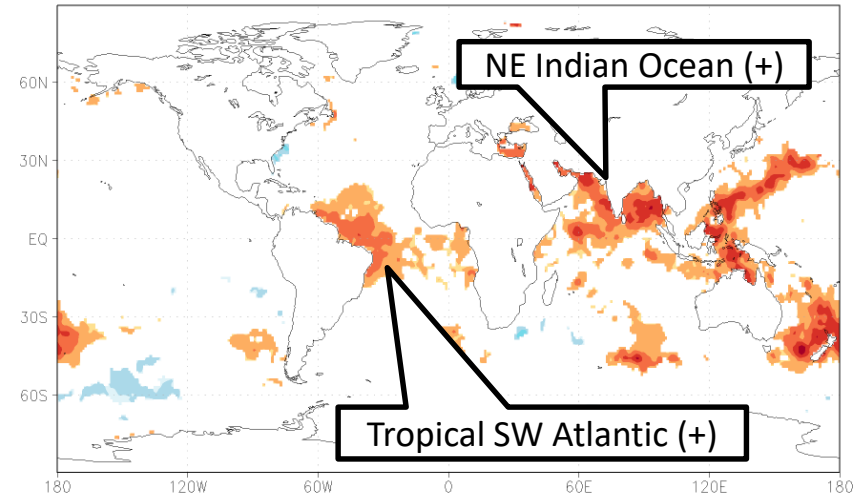 NE Indian Ocean (+)
60N
30N
EQ
30S
60S
Tropical SW Atlantic (+)
180 120W 60W 0 60E 120E 180